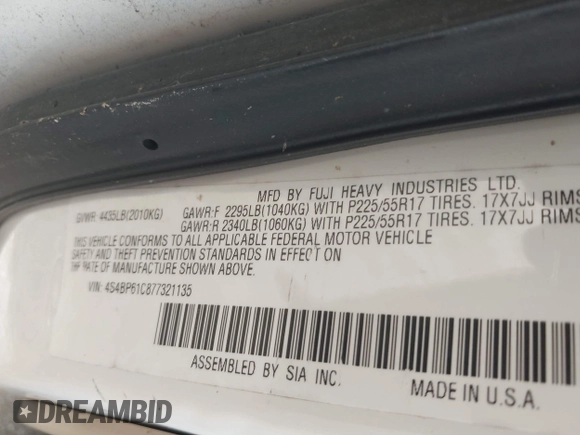 MFD BY FUJI HEAVY INDUSTRIES LTD.
GVWR: 4435LB(2010KG) GAWR:F 2295LB(1040KG) WITH P225/55R17 TIRES. 17X7JJ RIMS
GAWR:R 2340LB(1060KG) WITH P225/55R17 TIRES. 17X7JJ RIMS
THIS VEHICLE CONFORMS TO ALL APPLICABLE FEDERAL MOTOR VEHICLE
SAFETY AND THEFT PREVENTION STANDARDS IN EFFECT ON
THE DATE OF MANUFACTURE SHOWN ABOVE.
VIN: 4S4BP61C877321135
ASSEMBLED BY SIA INC.
MADE IN U.S.A.
DREAMBID